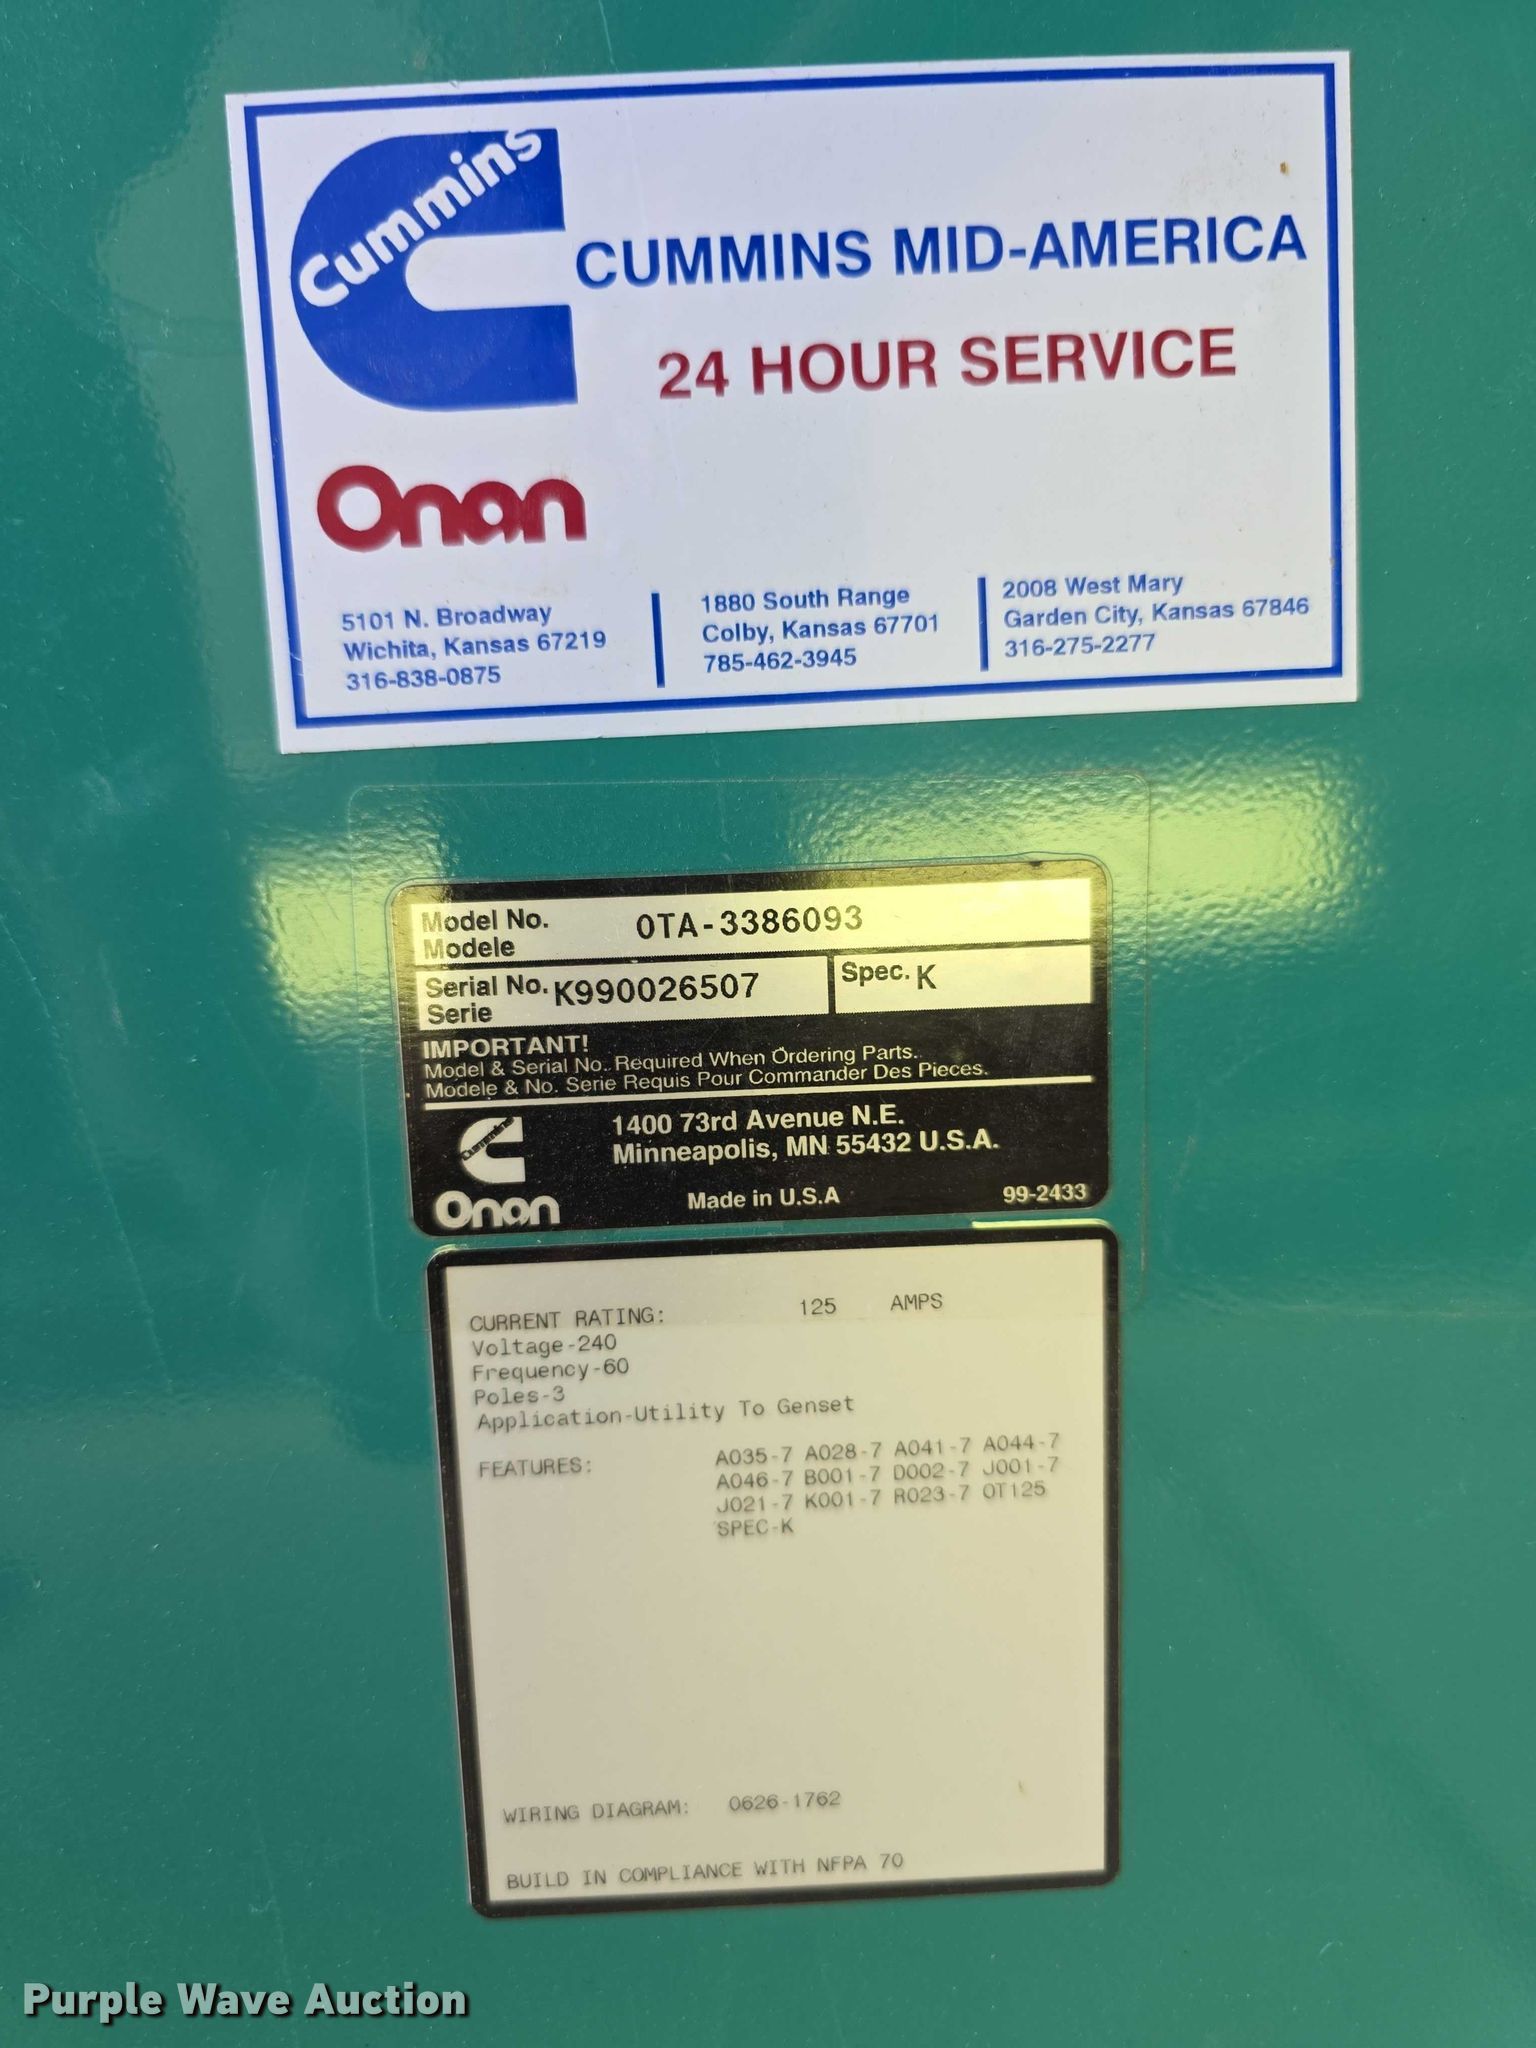 Cummins
CUMMINS MID-AMERICA
24 HOUR SERVICE
Onan
5101 N. Broadway
Wichita, Kansas 67219
316-838-0875
1880 South Range
Colby, Kansas 67701
785-462-3945
2008 West Mary
Garden City, Kansas 67846
316-275-2277
Model No. OTA-3386093
Modele
Serial No. K990026507
Serie
Spec. K
IMPORTANT!
Model & Serial No. Required When Ordering Parts.
Modele & No. Serie Requis Pour Commander Des Pieces.
Cummins
Onan
1400 73rd Avenue N.E.
Minneapolis, MN 55432 U.S.A.
Made in U.S.A 99-2433
CURRENT RATING: 125 AMPS
Voltage-240
Frequency-60
Poles-3
Application-Utility To Genset
FEATURES: A035-7 A028-7 A041-7 A044-7
A046-7 B001-7 D002-7 J001-7
J021-7 K001-7 R023-7 OT125
SPEC-K
WIRING DIAGRAM: 0626-1762
BUILD IN COMPLIANCE WITH NFPA 70
Purple Wave Auction